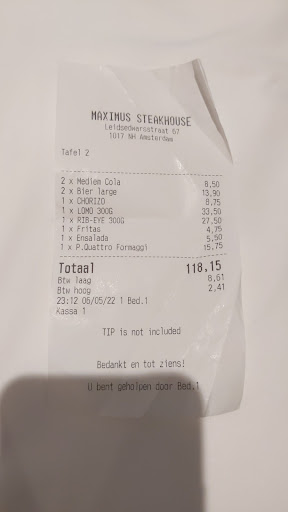 MAXIMUS STEAKHOUSE
Leidsedwarsstraat 67
1017 NH Amsterdam
Tafel 2
2 x Mediem Cola 8,50
2 x Bier large 13,90
1 x CHORIZO 8,75
1 x LOMO 300G 33,50
1 x RIB-EYE 300G 27,50
1 x Fritas 4,75
1 x Ensalada 5,50
1 x P.Quattro Formaggi 15,75
Totaal 118,15
Btw laag 8,61
Btw hoog 2,41
23:12 06/05/22 1 Bed.1
Kassa 1
TIP is not included
Bedankt en tot ziens!
U bent geholpen door Bed.1